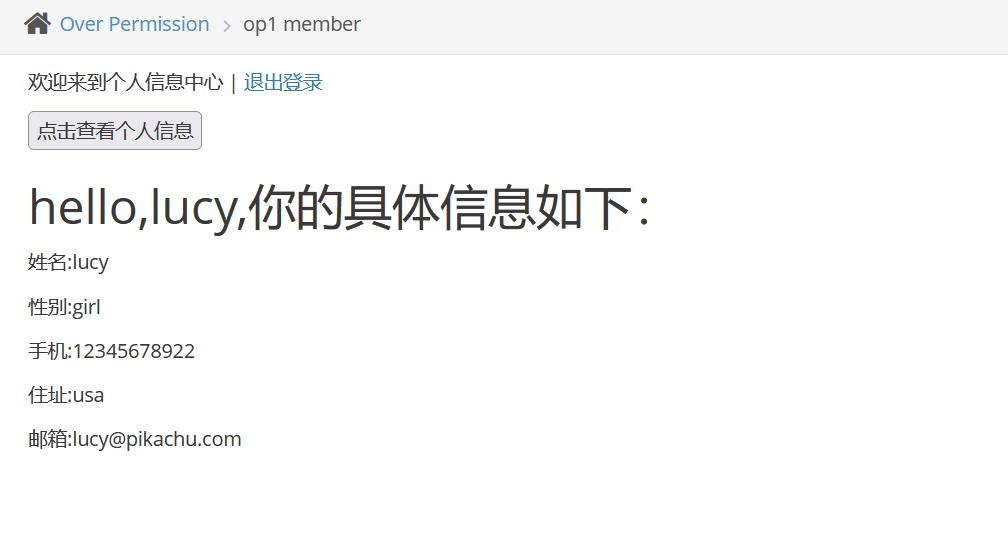 Over Permission > op1 member
欢迎来到个人信息中心 | 退出登录
点击查看个人信息
hello,lucy,你的具体信息如下：
姓名:lucy
性别:girl
手机:12345678922
住址:usa
邮箱:lucy@pikachu.com